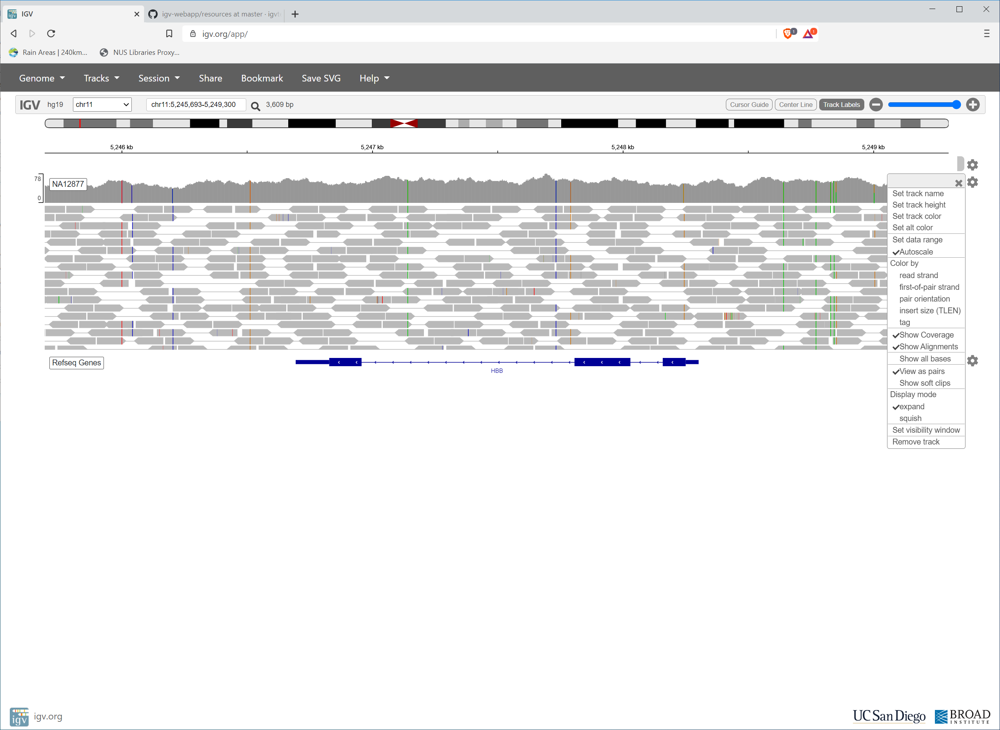 IGV
igv-webapp/resources at master · igvte
igv.org/app/
1
1
Rain Areas | 240km...
NUS Libraries Proxy...
Genome
Tracks
Session
Share
Bookmark
Save SVG
Help
IGV hg19 chr11 chr11:5,245,693-5,249,300 3,609 bp
Cursor Guide
Center Line
Track Labels
5,246 kb
5,247 kb
5,248 kb
5,249 kb
78
0
NA12877
Refseq Genes
HBB
Set track name
Set track height
Set track color
Set alt color
Set data range
Autoscale
Color by
read strand
first-of-pair strand
pair orientation
insert size (TLEN)
tag
Show Coverage
Show Alignments
Show all bases
View as pairs
Show soft clips
Display mode
expand
squish
Set visibility window
Remove track
igv
igv.org
UC San Diego
BROAD
INSTITUTE